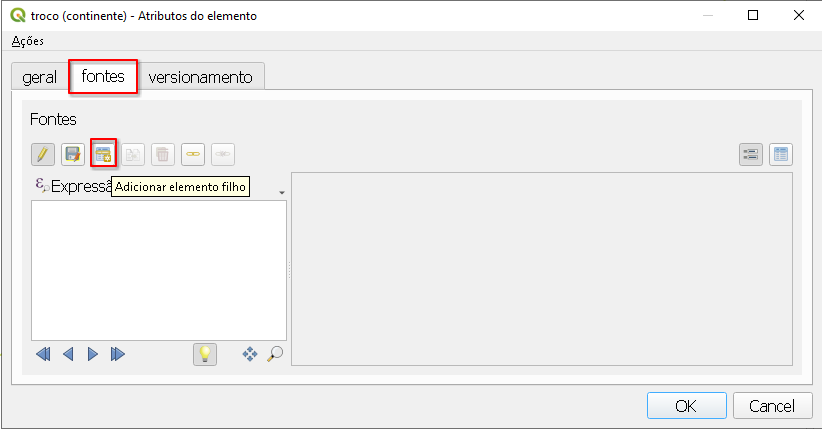 troco (continente) - Atributos do elemento
Ações
geral fontes versionamento
Fontes
Expressã
Adicionar elemento filho
OK Cancel